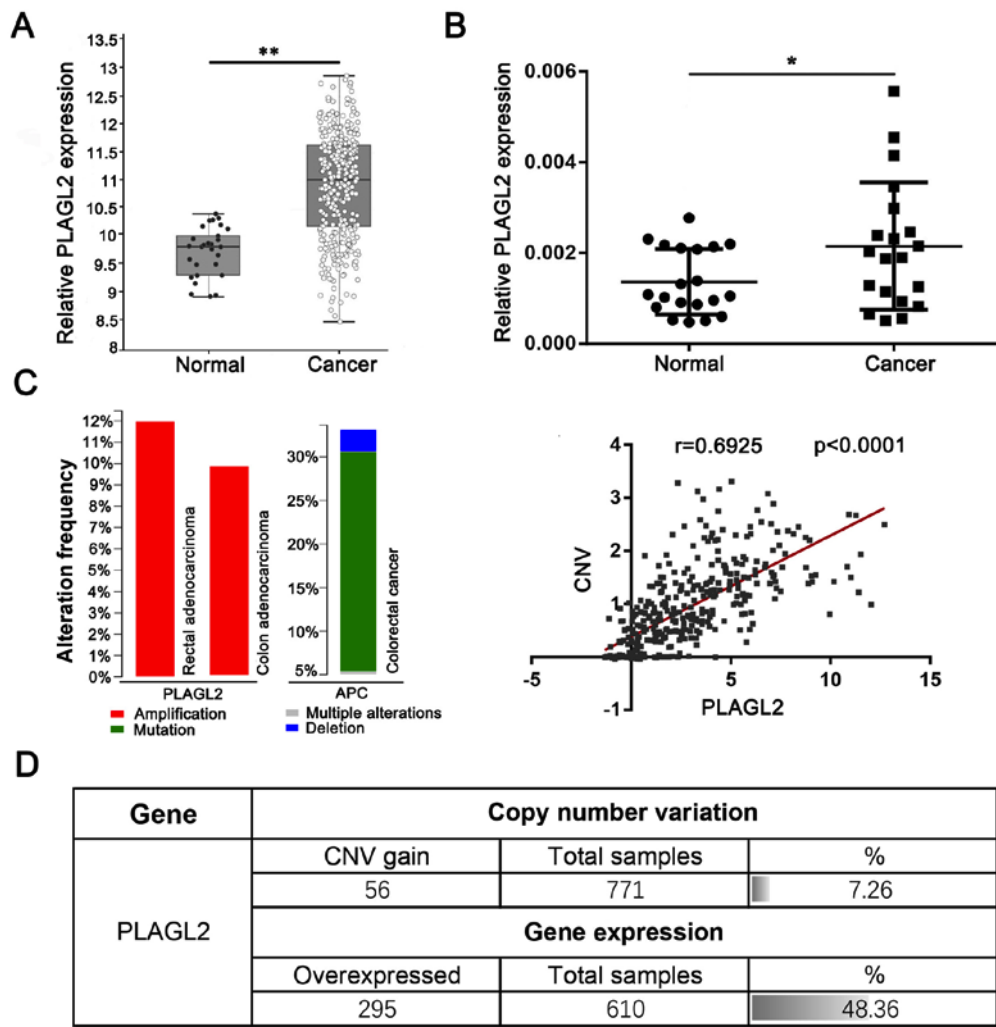 A
Relative PLAGL2 expression
13.5
13
12.5
12
11.5
11
10.5
10
9.5
9
8.5
8
**
Normal
Cancer
B
Relative PLAGL2 expression
0.006
0.004
0.002
0.000
*
Normal
Cancer
C
Alteration frequency
12%
11%
10%
9%
8%
7%
6%
5%
4%
3%
2%
1%
0%
Rectal adenocarcinoma
Colon adenocarcinoma
PLAGL2
30%
25%
20%
15%
10%
5%
Colorectal cancer
APC
Amplification
Mutation
Multiple alterations
Deletion
r=0.6925 p<0.0001
CNV
4
3
2
1
-1
-5 5 10 15
PLAGL2
D
Gene Copy number variation
CNV gain Total samples %
56 771 7.26
PLAGL2
Gene expression
Overexpressed Total samples %
295 610 48.36